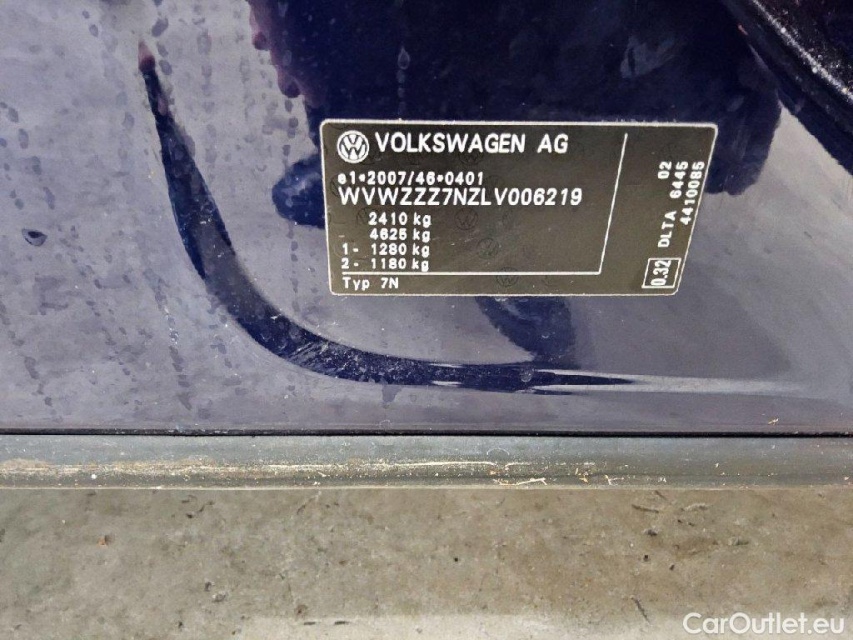 VOLKSWAGEN AG
e1*2007/46*0401
WVWZZZ7NZLV006219
2410 kg
4625 kg
1- 1280 kg
2- 1180 kg
Typ 7N
02
DLTA 6445
4410085
0.32
CarOutlet.eu